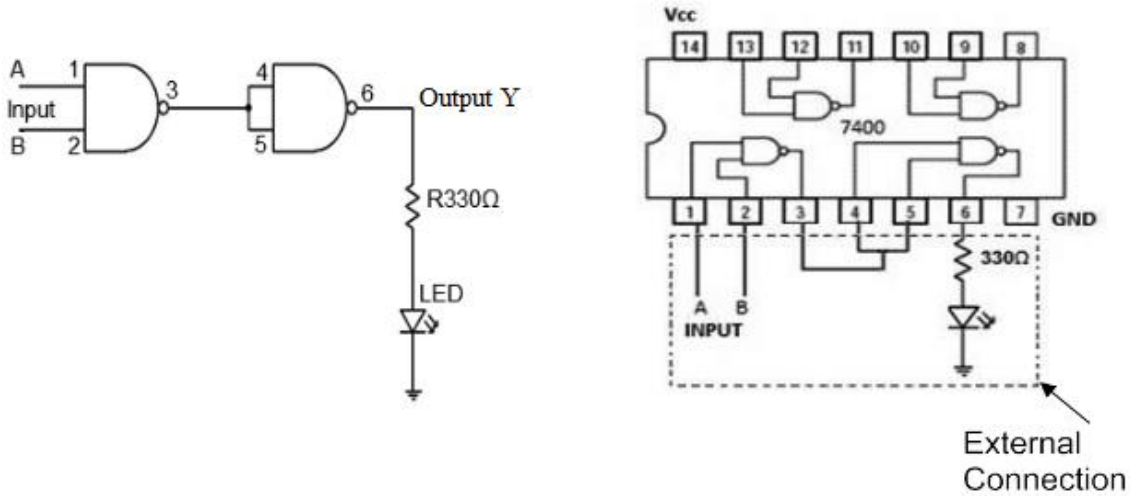 A
Input
B
1
2
3
4
5
6
Output Y
R330Ω
LED
Vcc
14
13
12
11
10
9
8
7400
1
2
3
4
5
6
7
GND
330Ω
A B
INPUT
External
Connection